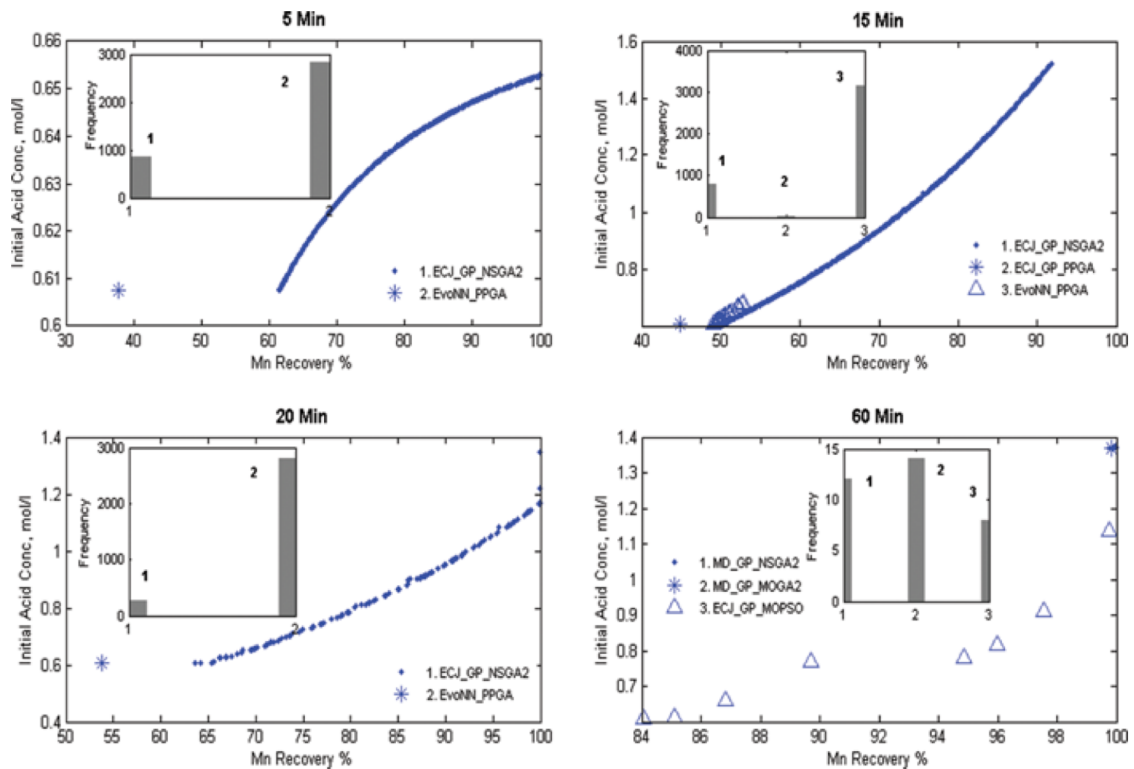 5 Min
0.66
0.65
0.64
0.63
0.62
0.61
0.6
Initial Acid Conc, mol/l
3000
2000
1000
0
Frequency
1
2
1
2
1. ECJ_GP_NSGA2
2. EvoNN_PPGA
30 40 50 60 70 80 90 100
Mn Recovery %
15 Min
1.6
1.4
1.2
1
0.8
Initial Acid Conc, mol/l
4000
3000
2000
1000
0
Frequency
1
2
3
1 2 3
1. ECJ_GP_NSGA2
2. ECJ_GP_PPGA
3. EvoNN_PPGA
40 50 60 70 80 90 100
Mn Recovery %
20 Min
1.4
1.2
1
0.8
0.6
0.4
Initial Acid Conc, mol/l
3000
2000
1000
0
Frequency
1
2
1
2
1. ECJ_GP_NSGA2
2. EvoNN_PPGA
50 55 60 65 70 75 80 85 90 95 100
Mn Recovery %
60 Min
1.4
1.3
1.2
1.1
1
0.9
0.8
0.7
Initial Acid Conc, mol/l
15
10
5
0
Frequency
1
2
3
1 2 3
1. MD_GP_NSGA2
2. MD_GP_MOGA2
3. ECJ_GP_MOPSO
84 86 88 90 92 94 96 98 100
Mn Recovery %